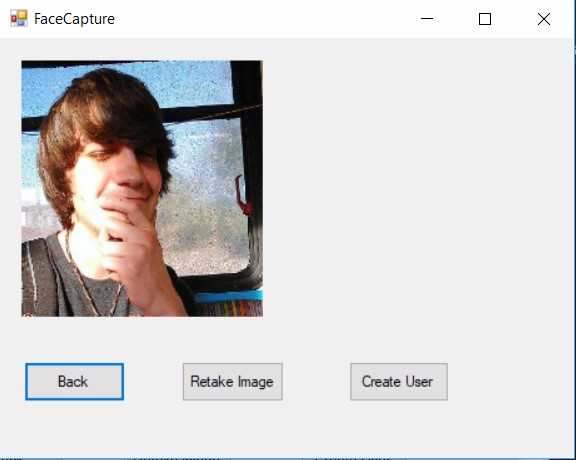 FaceCapture
Back
Retake Image
Create User